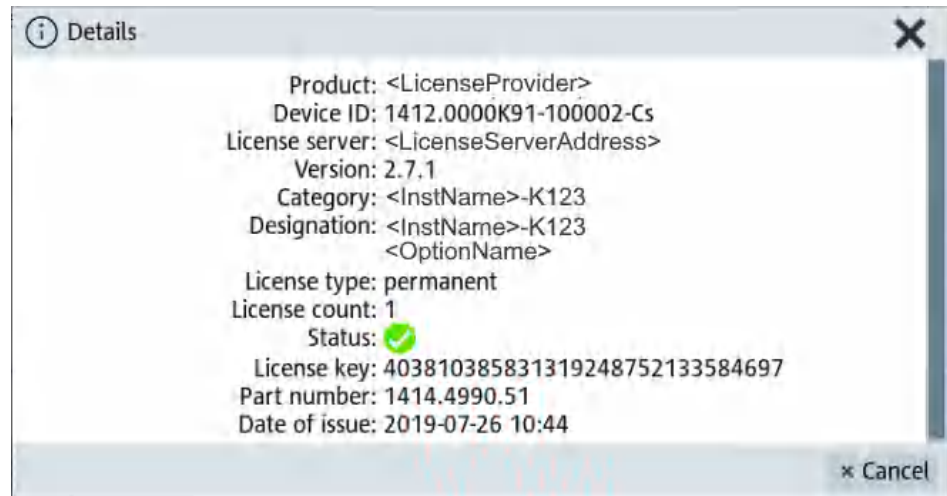 Details
Product: <LicenseProvider>
Device ID: 1412.0000K91-100002-Cs
License server: <LicenseServerAddress>
Version: 2.7.1
Category: <InstName>-K123
Designation: <InstName>-K123
<OptionName>
License type: permanent
License count: 1
Status:
License key: 403810385831319248752133584697
Part number: 1414.4990.51
Date of issue: 2019-07-26 10:44
× Cancel